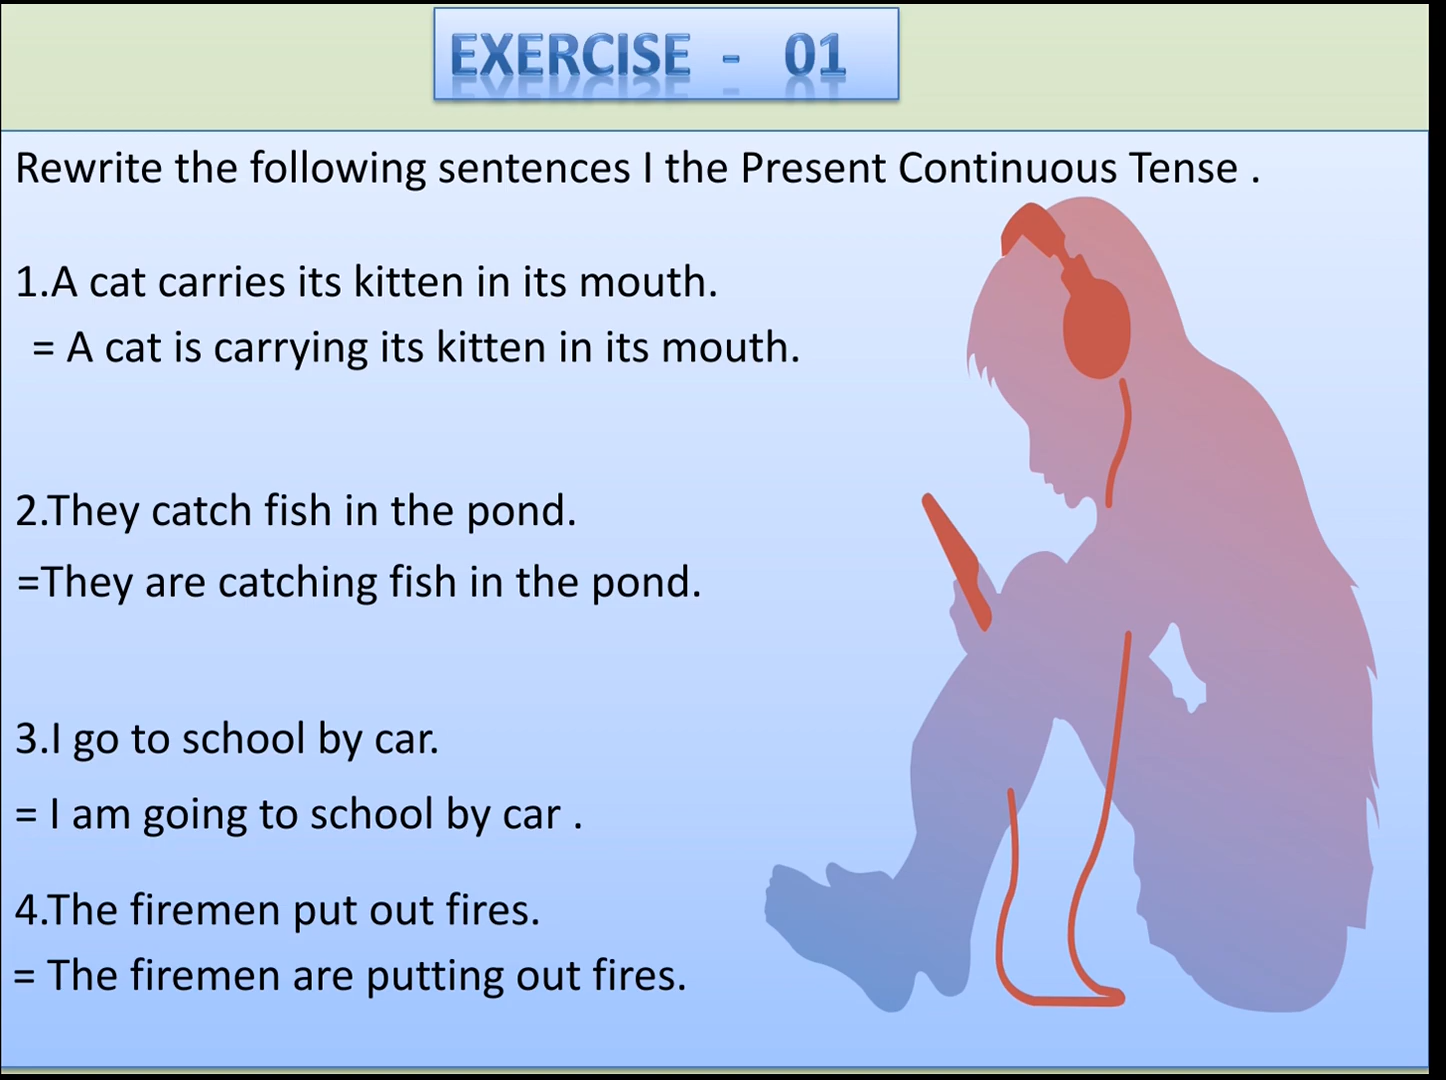 EXERCISE - 01
Rewrite the following sentences I the Present Continuous Tense .
1.A cat carries its kitten in its mouth.
= A cat is carrying its kitten in its mouth.
2.They catch fish in the pond.
=They are catching fish in the pond.
3.I go to school by car.
= I am going to school by car .
4.The firemen put out fires.
= The firemen are putting out fires.